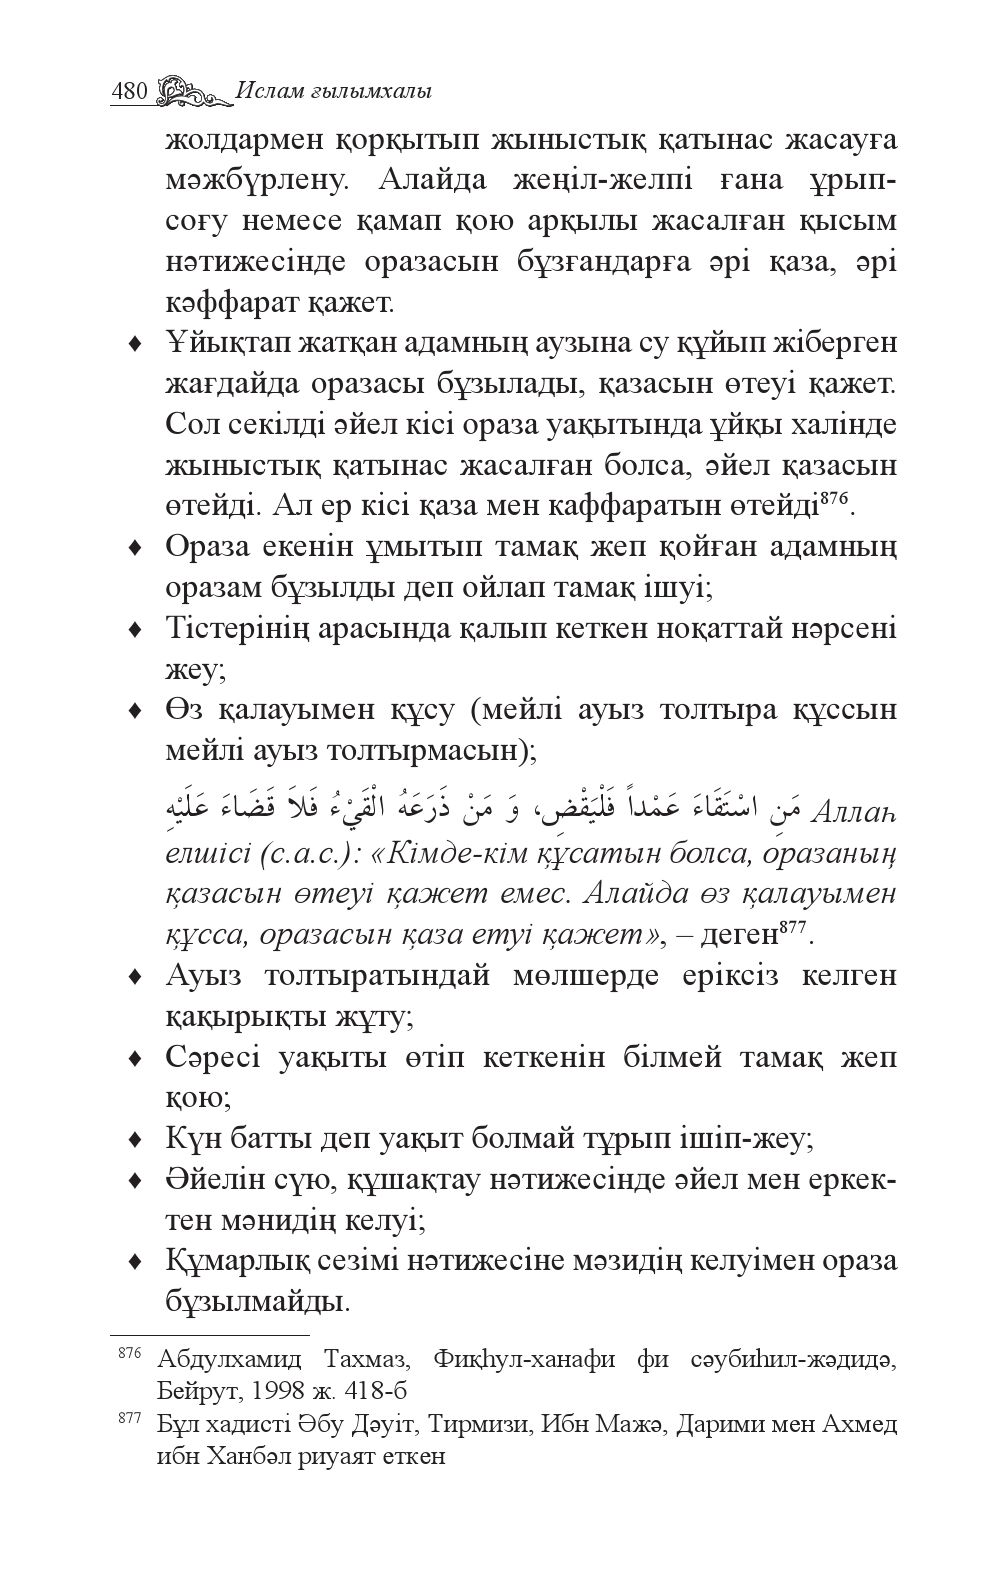 480 Ислам ғылымхалы
жолдармен қорқытып жыныстық қатынас жасауға
мәжбүрлену. Алайда жеңіл-желпі ғана ұрып-
соғу немесе қамап қою арқылы жасалған қысым
нәтижесінде оразасын бұзғандарға әрі қаза, әрі
кәффарат қажет.
♦ Ұйықтап жатқан адамның аузына су құйып жіберген
жағдайда оразасы бұзылады, қазасын өтеуі қажет.
Сол секілді әйел кісі ораза уақытында ұйқы халінде
жыныстық қатынас жасалған болса, әйел қазасын
өтейді. Ал ер кісі қаза мен каффаратын өтейді⁸⁷⁶.
♦ Ораза екенін ұмытып тамақ жеп қойған адамның
оразам бұзылды деп ойлап тамақ ішуі;
♦ Тістерінің арасында қалып кеткен ноқаттай нәрсені
жеу;
♦ Өз қалауымен құсу (мейлі ауыз толтыра құссын
мейлі ауыз толтырмасын);
مَنِ اسْتَقَاءَ عَمْداً فَلْيَقْضِ، وَ مَنْ ذَرَعَهُ الْقَيْءُ فَلاَ قَضَاءَ عَلَيْهِ Аллаһ
елшісі (с.а.с.): «Кімде-кім құсатын болса, оразаның
қазасын өтеуі қажет емес. Алайда өз қалауымен
құсса, оразасын қаза етуі қажет», – деген⁸⁷⁷.
♦ Ауыз толтыратындай мөлшерде еріксіз келген
қақырықты жұту;
♦ Сәресі уақыты өтіп кеткенін білмей тамақ жеп
қою;
♦ Күн батты деп уақыт болмай тұрып ішіп-жеу;
♦ Әйелін сүю, құшақтау нәтижесінде әйел мен еркек-
тен мәнидің келуі;
♦ Құмарлық сезімі нәтижесіне мәзидің келуімен ораза
бұзылмайды.
876 Абдулхамид Тахмаз, Фиқһул-ханафи фи сәубиһил-жәдидә,
Бейрут, 1998 ж. 418-б
877 Бұл хадисті Әбу Дәуіт, Тирмизи, Ибн Мажә, Дарими мен Ахмед
ибн Ханбәл риуаят еткен